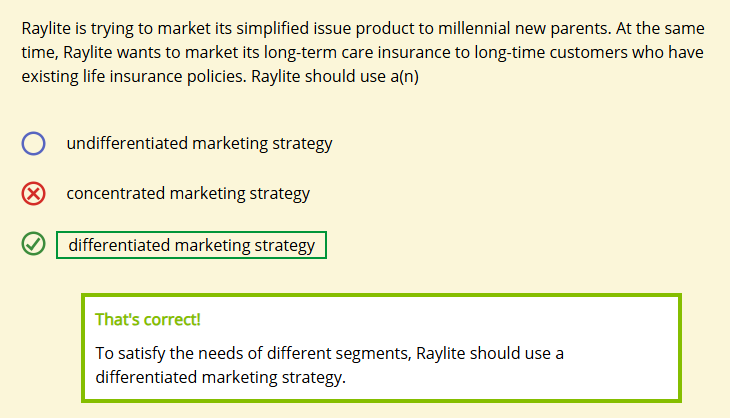 Raylite is trying to market its simplified issue product to millennial new parents. At the same
time, Raylite wants to market its long-term care insurance to long-time customers who have
existing life insurance policies. Raylite should use a(n)
undifferentiated marketing strategy
concentrated marketing strategy
differentiated marketing strategy
That's correct!
To satisfy the needs of different segments, Raylite should use a
differentiated marketing strategy.